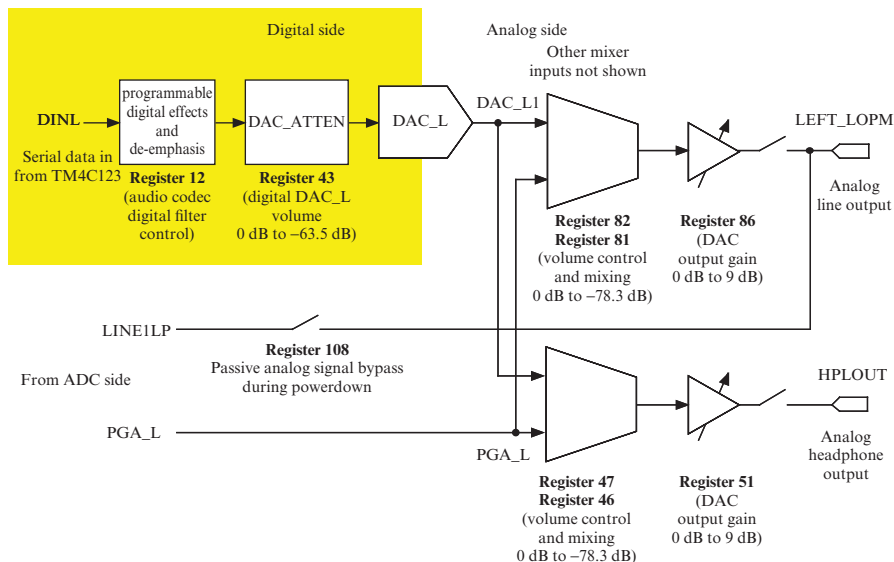 Digital side
Analog side
Other mixer
inputs not shown
DINL
Serial data in
from TM4C123
programmable
digital effects
and
de-emphasis
Register 12
(audio codec
digital filter
control)
DAC_ATTEN
Register 43
(digital DAC_L
volume
0 dB to −63.5 dB)
DAC_L
DAC_L1
Register 82
Register 81
(volume control
and mixing
0 dB to −78.3 dB)
Register 86
(DAC
output gain
0 dB to 9 dB)
LEFT_LOPM
Analog
line output
LINE1LP
Register 108
Passive analog signal bypass
during powerdown
From ADC side
PGA_L
PGA_L
Register 47
Register 46
(volume control
and mixing
0 dB to −78.3 dB)
Register 51
(DAC
output gain
0 dB to 9 dB)
HPLOUT
Analog
headphone
output